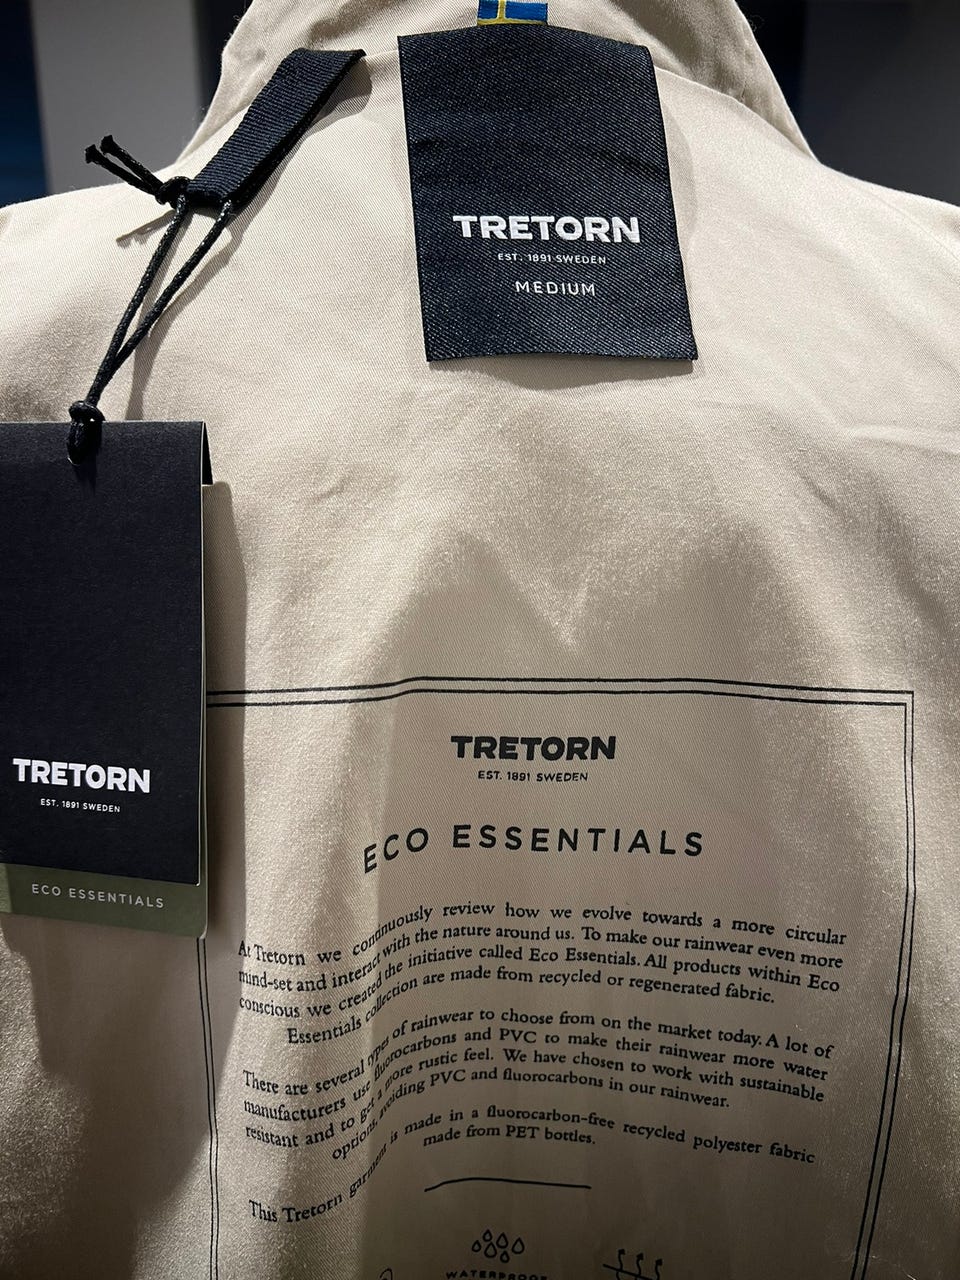 TRETORN
EST. 1891 SWEDEN
MEDIUM
TRETORN
EST. 1891 SWEDEN
ECO ESSENTIALS
TRETORN
EST. 1891 SWEDEN
ECO ESSENTIALS
At Tretorn we continuously review how we evolve towards a more circular
mind-set and interact with the nature around us. To make our rainwear even more
conscious we created the initiative called Eco Essentials. All products within Eco
Essentials collection are made from recycled or regenerated fabric.
There are several types of rainwear to choose from on the market today. A lot of
manufacturers use fluorocarbons and PVC to make their rainwear more water
resistant and to get a more rustic feel. We have chosen to work with sustainable
options, avoiding PVC and fluorocarbons in our rainwear.
This Tretorn garment is made in a fluorocarbon-free recycled polyester fabric
made from PET bottles.
WATERPROOF